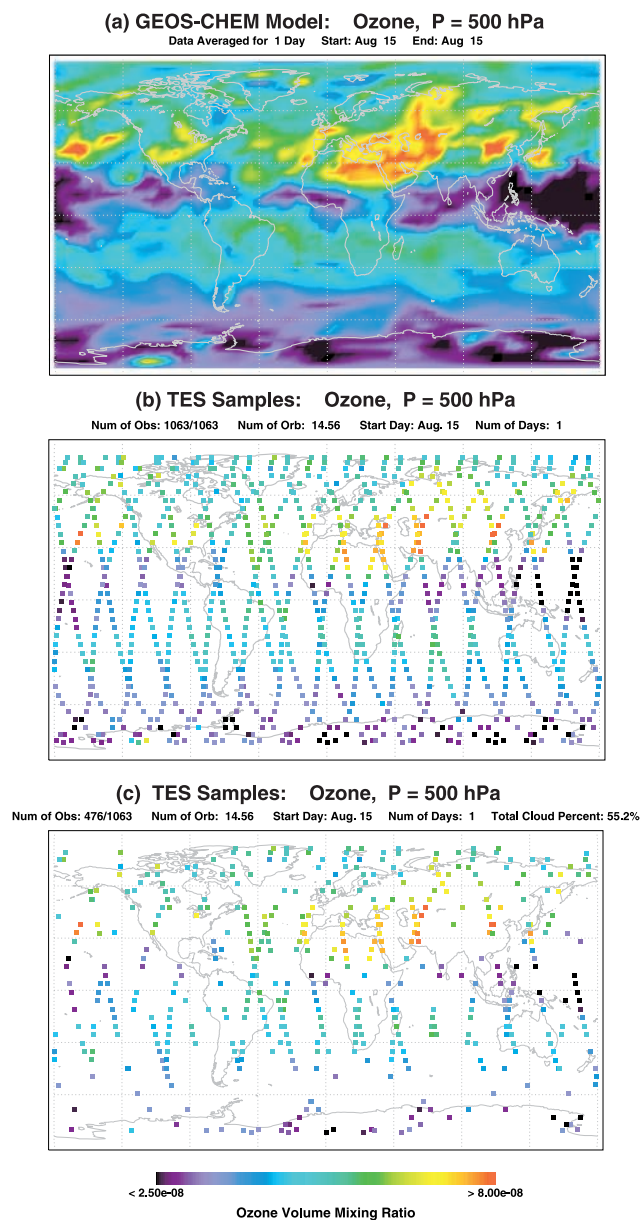 (a) GEOS-CHEM Model: Ozone, P = 500 hPa
Data Averaged for 1 Day Start: Aug 15 End: Aug 15
(b) TES Samples: Ozone, P = 500 hPa
Num of Obs: 1063/1063 Num of Orb: 14.56 Start Day: Aug. 15 Num of Days: 1
(c) TES Samples: Ozone, P = 500 hPa
Num of Obs: 476/1063 Num of Orb: 14.56 Start Day: Aug. 15 Num of Days: 1 Total Cloud Percent: 55.2%
< 2.50e-08 > 8.00e-08
Ozone Volume Mixing Ratio